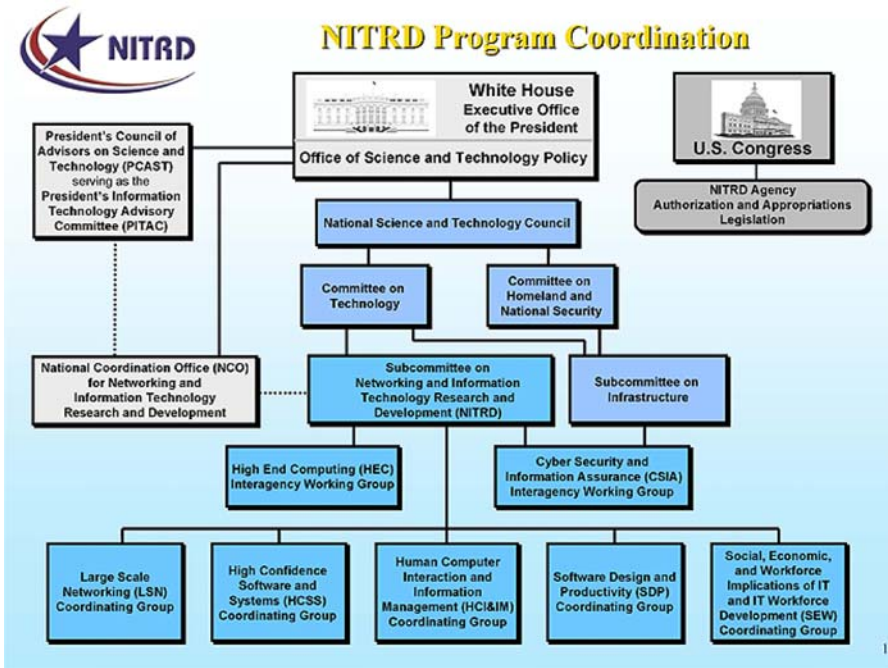 NITRD
NITRD Program Coordination
White House
Executive Office
of the President
Office of Science and Technology Policy
U.S. Congress
NITRD Agency
Authorization and Appropriations
Legislation
President's Council of
Advisors on Science and
Technology (PCAST)
serving as the
President's Information
Technology Advisory
Committee (PITAC)
National Science and Technology Council
Committee on
Technology
Committee on
Homeland and
National Security
National Coordination Office (NCO)
for Networking and
Information Technology
Research and Development
Subcommittee on
Networking and Information
Technology Research and
Development (NITRD)
Subcommittee on
Infrastructure
High End Computing (HEC)
Interagency Working Group
Cyber Security and
Information Assurance (CSIA)
Interagency Working Group
Large Scale
Networking (LSN)
Coordinating Group
High Confidence
Software and
Systems (HCSS)
Coordinating Group
Human Computer
Interaction and
Information
Management (HCI&IM)
Coordinating Group
Software Design and
Productivity (SDP)
Coordinating Group
Social, Economic,
and Workforce
Implications of IT
and IT Workforce
Development (SEW)
Coordinating Group
1